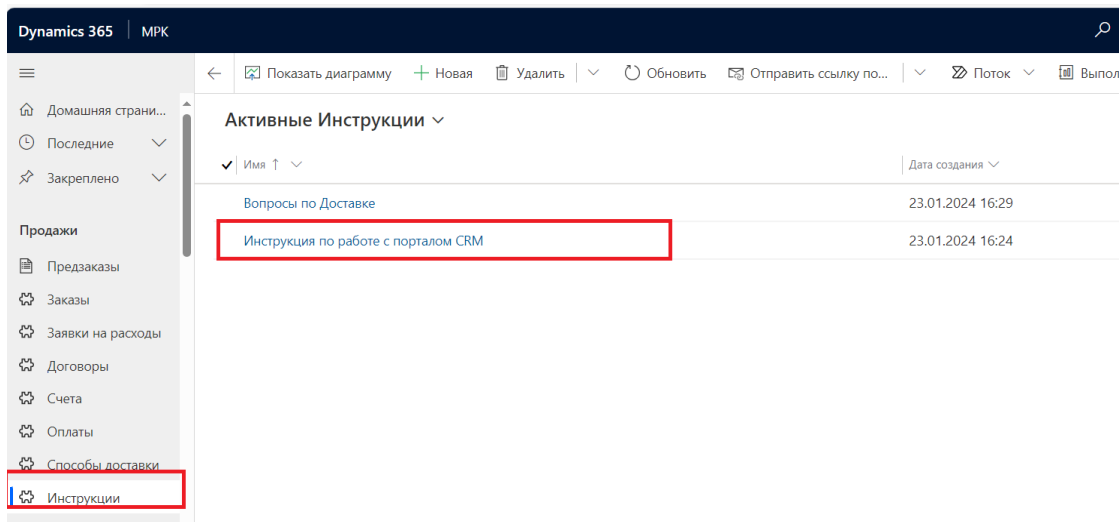 Dynamics 365 МРК
Показать диаграмму Новая Удалить Обновить Отправить ссылку по... Поток Выпол
Домашняя страни...
Последние
Закреплено
Продажи
Предзаказы
Заказы
Заявки на расходы
Договоры
Счета
Оплаты
Способы доставки
Инструкции
Активные Инструкции
Имя Дата создания
Вопросы по Доставке 23.01.2024 16:29
Инструкция по работе с порталом CRM 23.01.2024 16:24